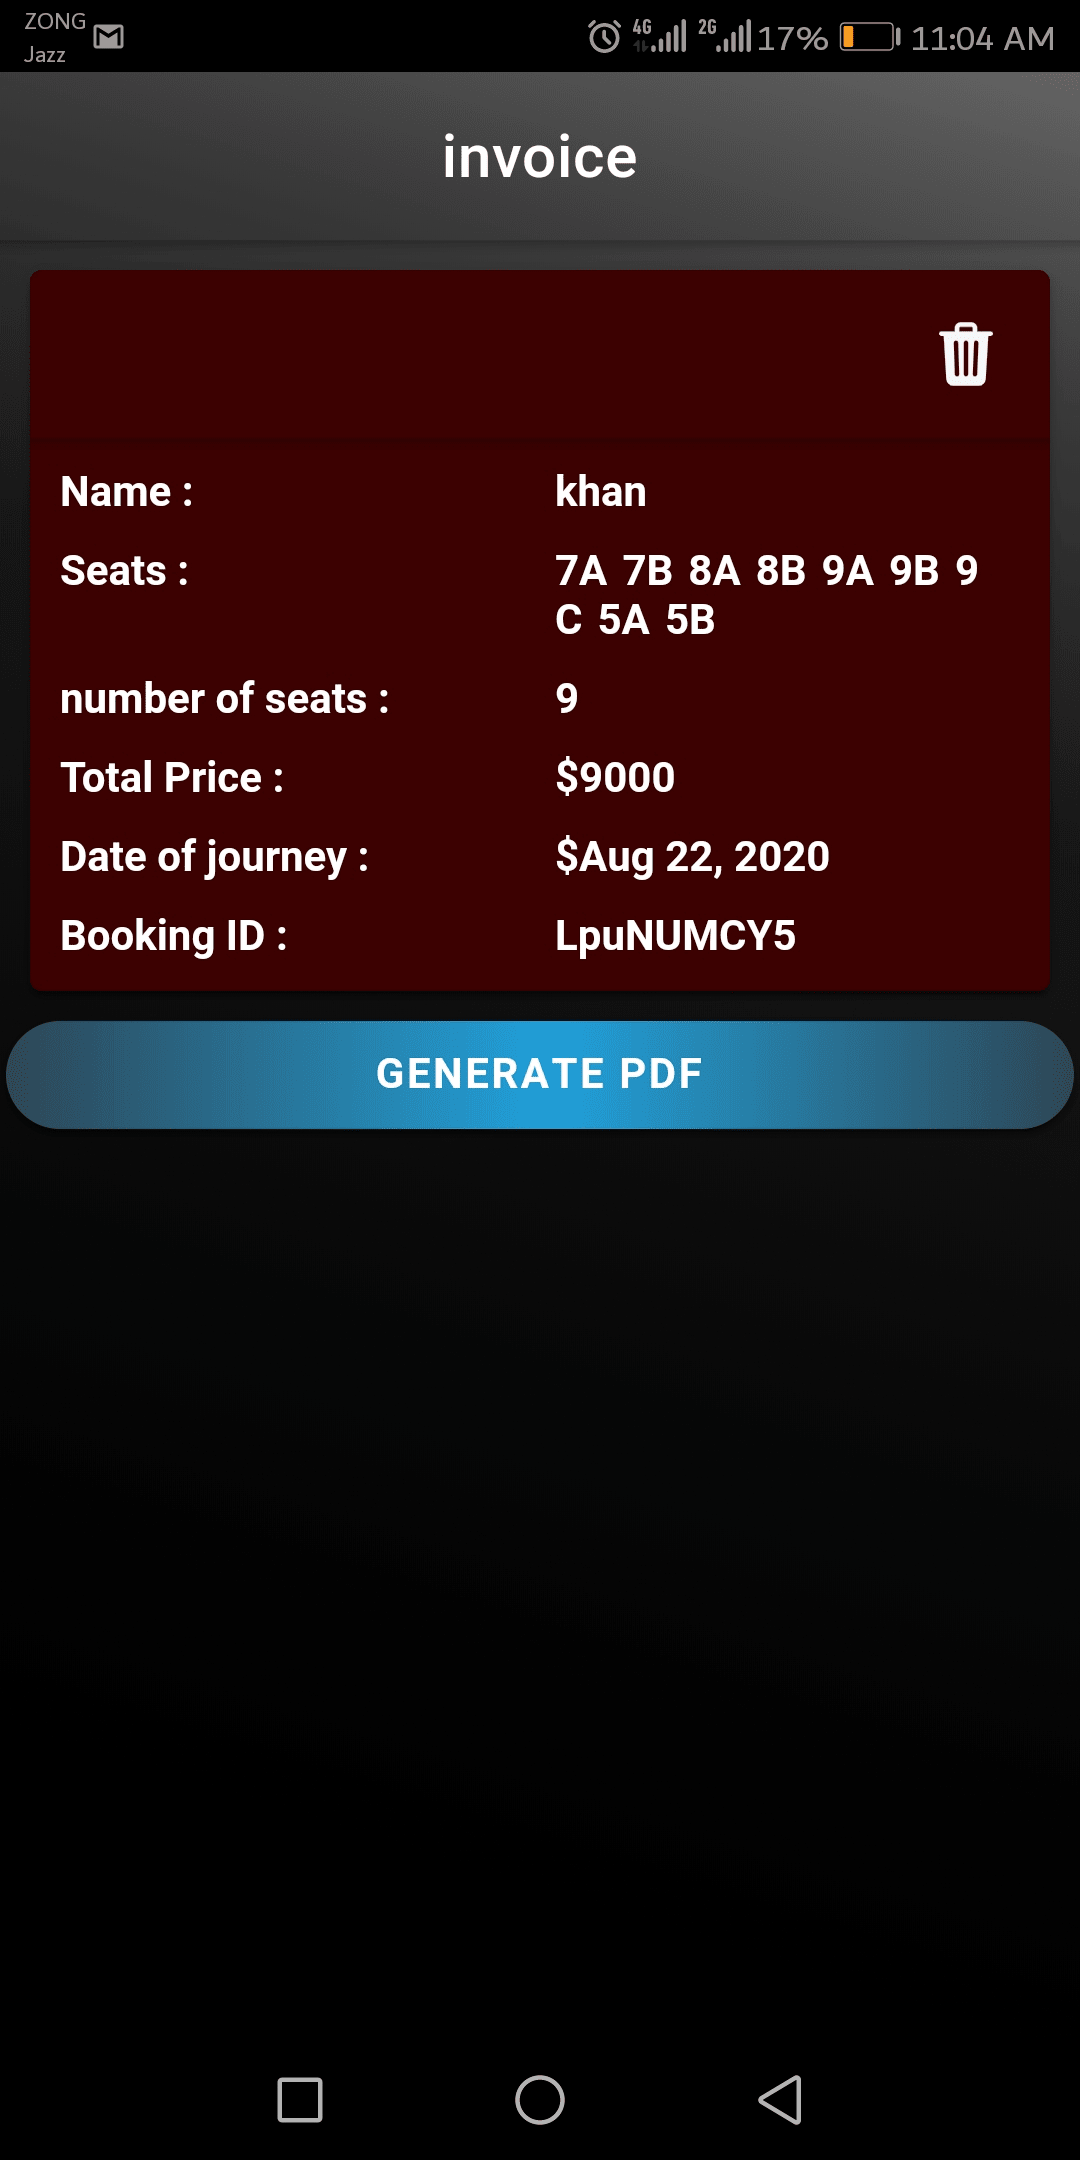 ZONG
Jazz
4G 2G 17% 11:04 AM
invoice
Name : khan
Seats : 7A 7B 8A 8B 9A 9B 9
C 5A 5B
number of seats : 9
Total Price : $9000
Date of journey : $Aug 22, 2020
Booking ID : LpuNUMCY5
GENERATE PDF